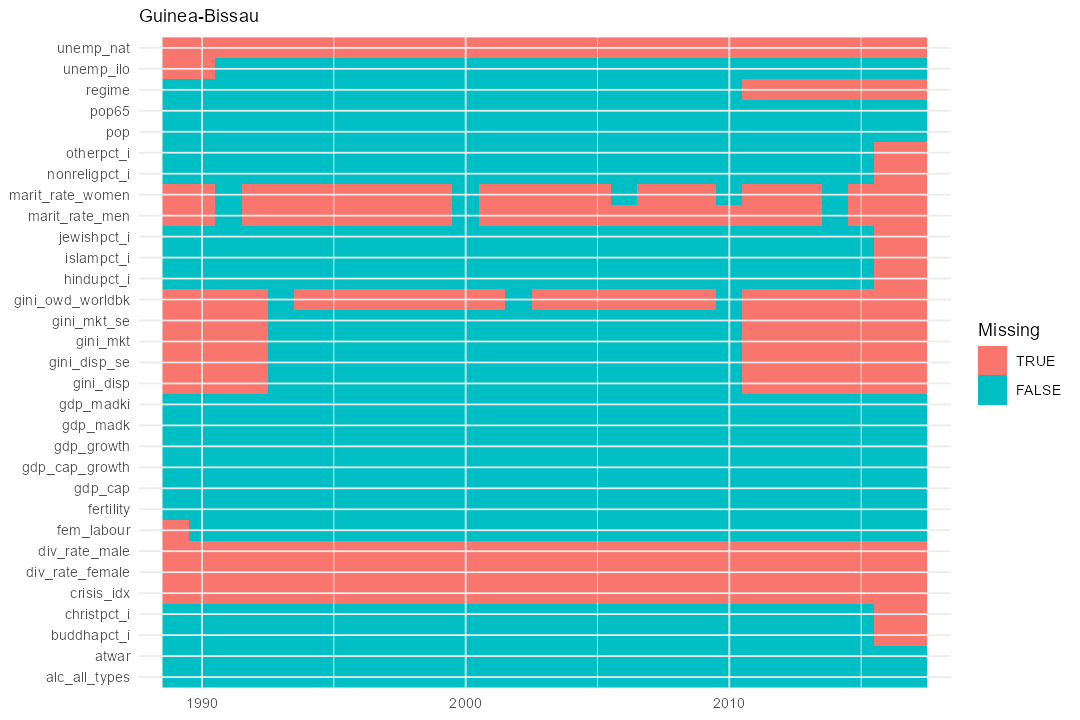 Guinea-Bissau
unemp_nat
unemp_ilo
regime
pop65
pop
otherpct_i
nonreligpct_i
marit_rate_women
marit_rate_men
jewishpct_i
islampct_i
hindupct_i
gini_owd_worldbk
gini_mkt_se
gini_mkt
gini_disp_se
gini_disp
gdp_madki
gdp_madk
gdp_growth
gdp_cap_growth
gdp_cap
fertility
fem_labour
div_rate_male
div_rate_female
crisis_idx
christpct_i
buddhapct_i
atwar
alc_all_types
1990 2000 2010
Missing
TRUE
FALSE